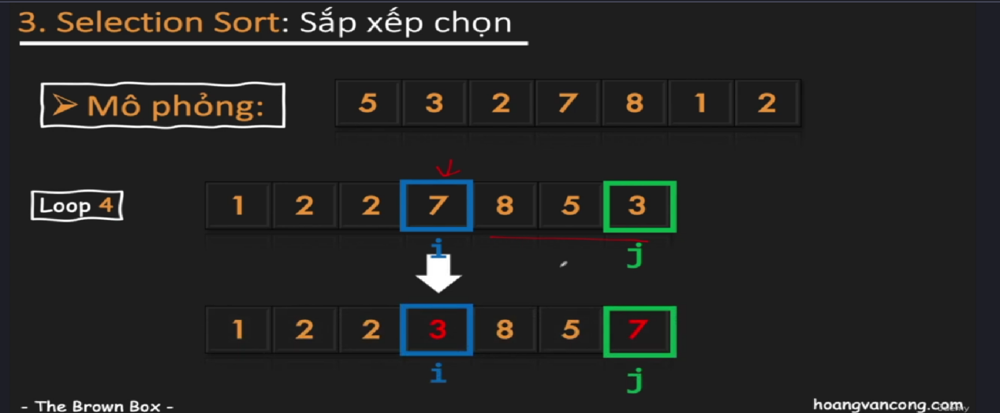 3. Selection Sort: Sắp xếp chọn
➢ Mô phỏng:
5 3 2 7 8 1 2
Loop 4
1 2 2 7 8 5 3
i j
1 2 2 3 8 5 7
i j
- The Brown Box -
hoangvancong.com